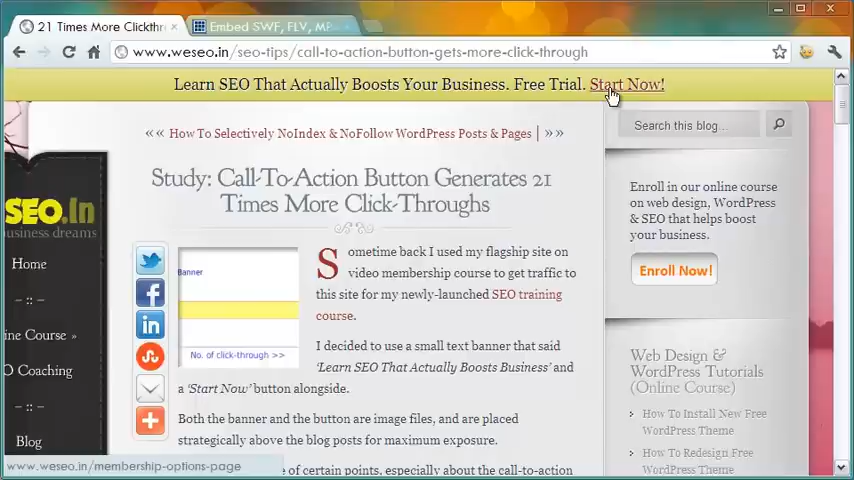 21 Times More Clickthr
Embed SWF, FLV, MP
www.weseo.in/seo-tips/call-to-action-button-gets-more-click-through
Learn SEO That Actually Boosts Your Business. Free Trial. Start Now!
«« How To Selectively NoIndex & NoFollow WordPress Posts & Pages | »»
Search this blog...
Study: Call-To-Action Button Generates 21
Times More Click-Throughs
SEO.In
business dreams
Home
- :: -
ne Course »
O Coaching
- :: -
Blog
Banner
No. of click-through >>
Sometime back I used my flagship site on
video membership course to get traffic to
this site for my newly-launched SEO training
course.
I decided to use a small text banner that said
'Learn SEO That Actually Boosts Business' and
a 'Start Now' button alongside.
Both the banner and the button are image files, and are placed
strategically above the blog posts for maximum exposure.
e of certain points, especially about the call-to-action
Enroll in our online course
on web design, WordPress
& SEO that helps boost
your business.
Enroll Now!
Web Design &
WordPress Tutorials
(Online Course)
How To Install New Free
WordPress Theme
How To Redesign Free
WordPress Theme
www.weseo.in/membership-options-page